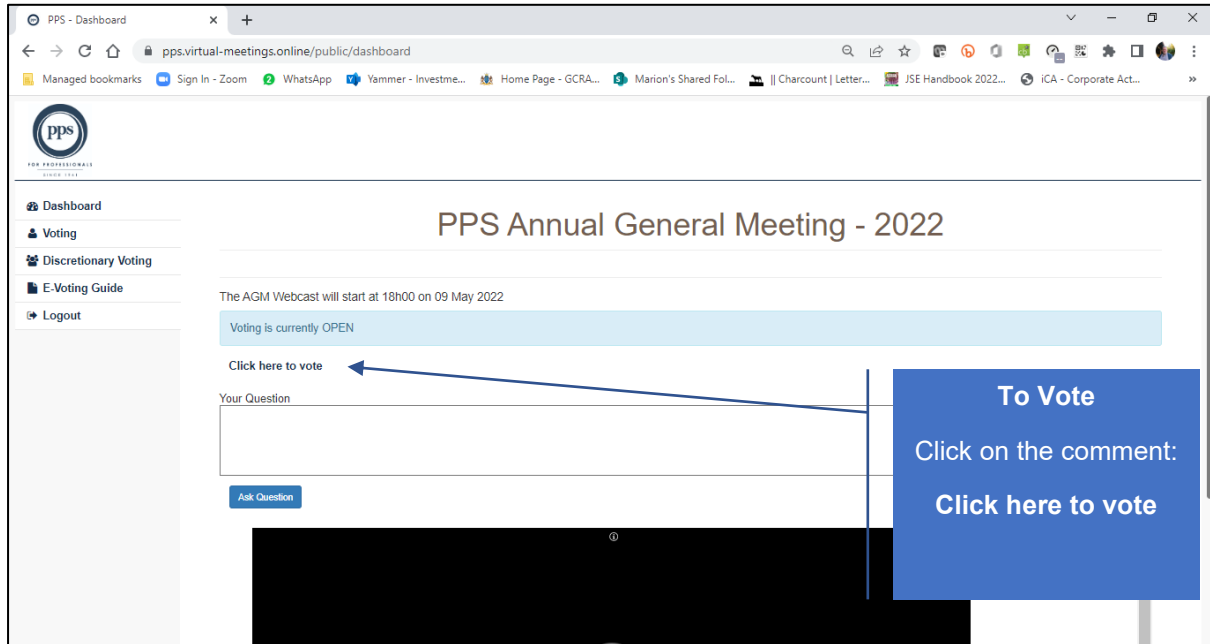 PPS - Dashboard
pps.virtual-meetings.online/public/dashboard
Managed bookmarks Sign In - Zoom WhatsApp Yammer - Investme... Home Page - GCRA... Marion's Shared Fol... || Charcount | Letter... JSE Handbook 2022... iCA - Corporate Act... »
pps
FOR PROFESSIONALS
SINCE 1941
Dashboard
Voting
Discretionary Voting
E-Voting Guide
Logout
PPS Annual General Meeting - 2022
The AGM Webcast will start at 18h00 on 09 May 2022
Voting is currently OPEN
Click here to vote
Your Question
Ask Question
To Vote
Click on the comment:
Click here to vote